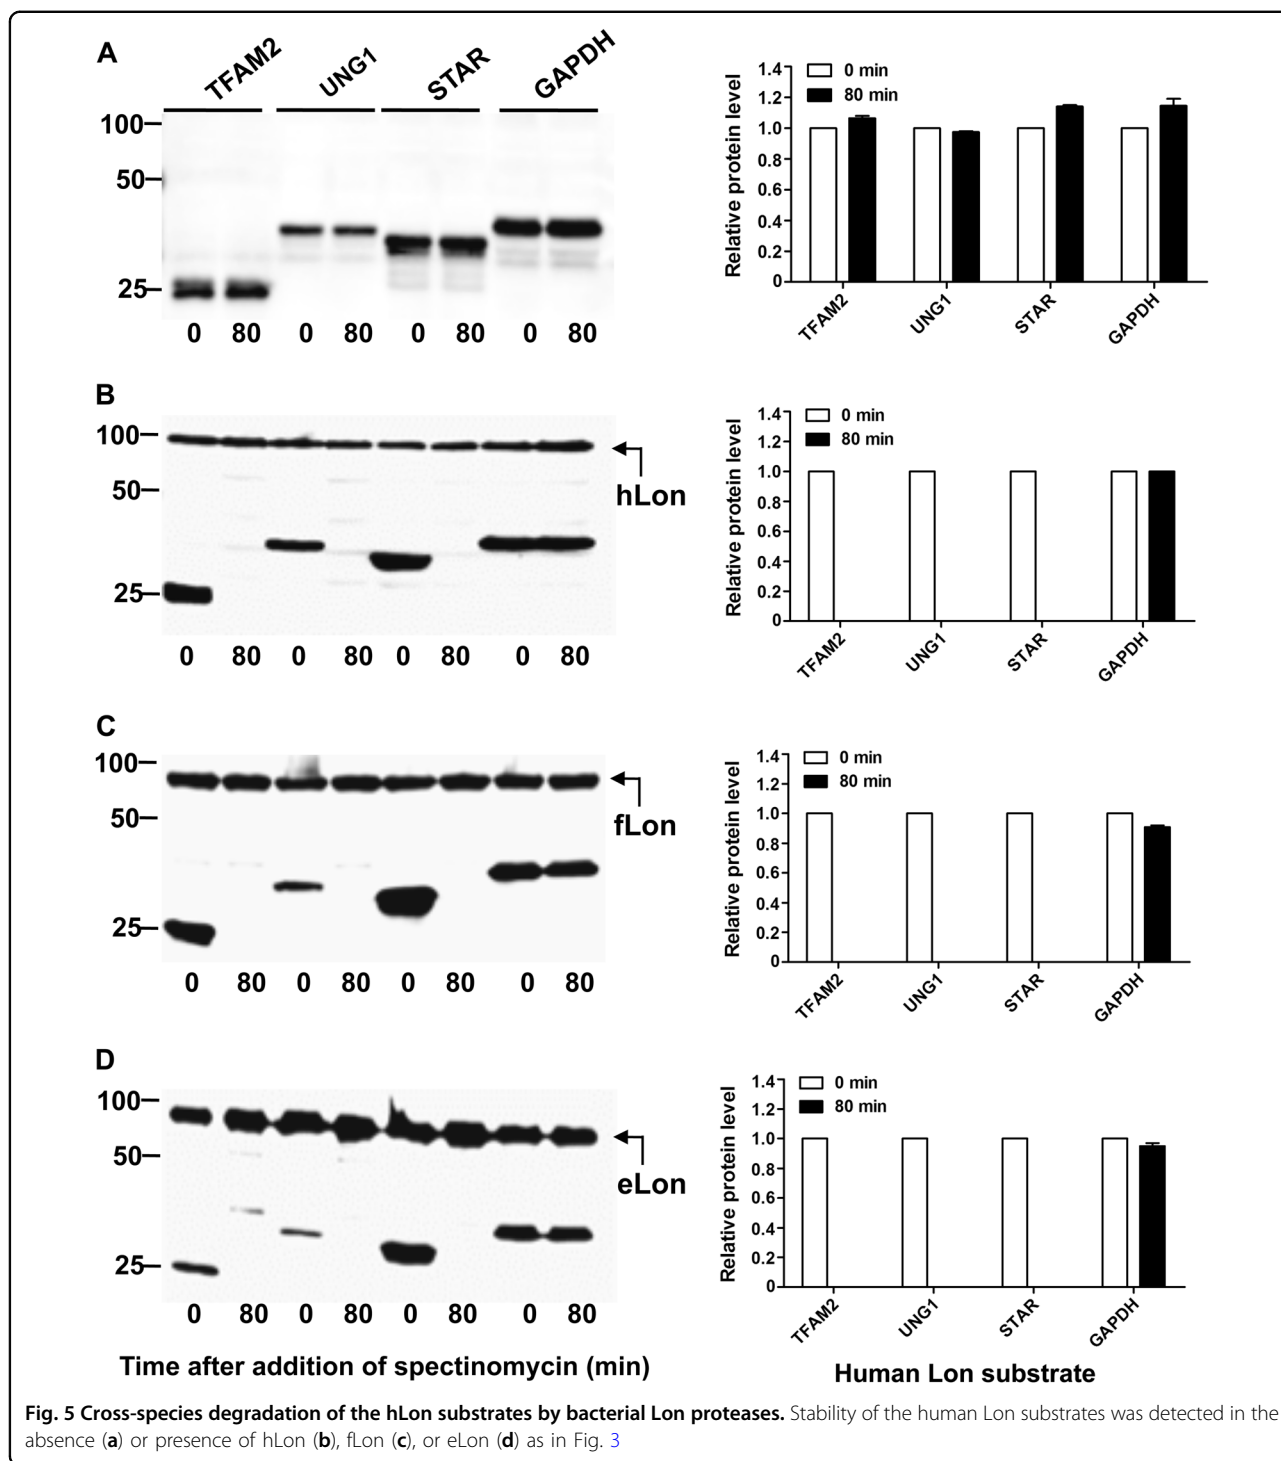 A
TFAM2 UNG1 STAR GAPDH
100
50
25
0 80 0 80 0 80 0 80
Relative protein level
1.4
1.2
1.0
0.8
0.6
0.4
0.2
0
0 min
80 min
TFAM2 UNG1 STAR GAPDH
B
100
50
25
hLon
0 80 0 80 0 80 0 80
Relative protein level
1.4
1.2
1.0
0.6
0.4
0.2
0
0 min
80 min
TFAM2 UNG1 STAR GAPDH
C
100
50
25
fLon
0 80 0 80 0 80 0 80
Relative protein level
1.4
1.2
1.0
0.8
0.6
0.4
0.2
0
0 min
80 min
TFAM2 UNG1 STAR GAPDH
D
100
50
25
eLon
0 80 0 80 0 80 0 80
Time after addition of spectinomycin (min)
Relative protein level
1.4
1.2
1.0
0.8
0.6
0.4
0.2
0
0 min
80 min
TFAM2 UNG1 STAR GAPDH
Human Lon substrate
Fig. 5 Cross-species degradation of the hLon substrates by bacterial Lon proteases. Stability of the human Lon substrates was detected in the
absence (a) or presence of hLon (b), fLon (c), or eLon (d) as in Fig. 3